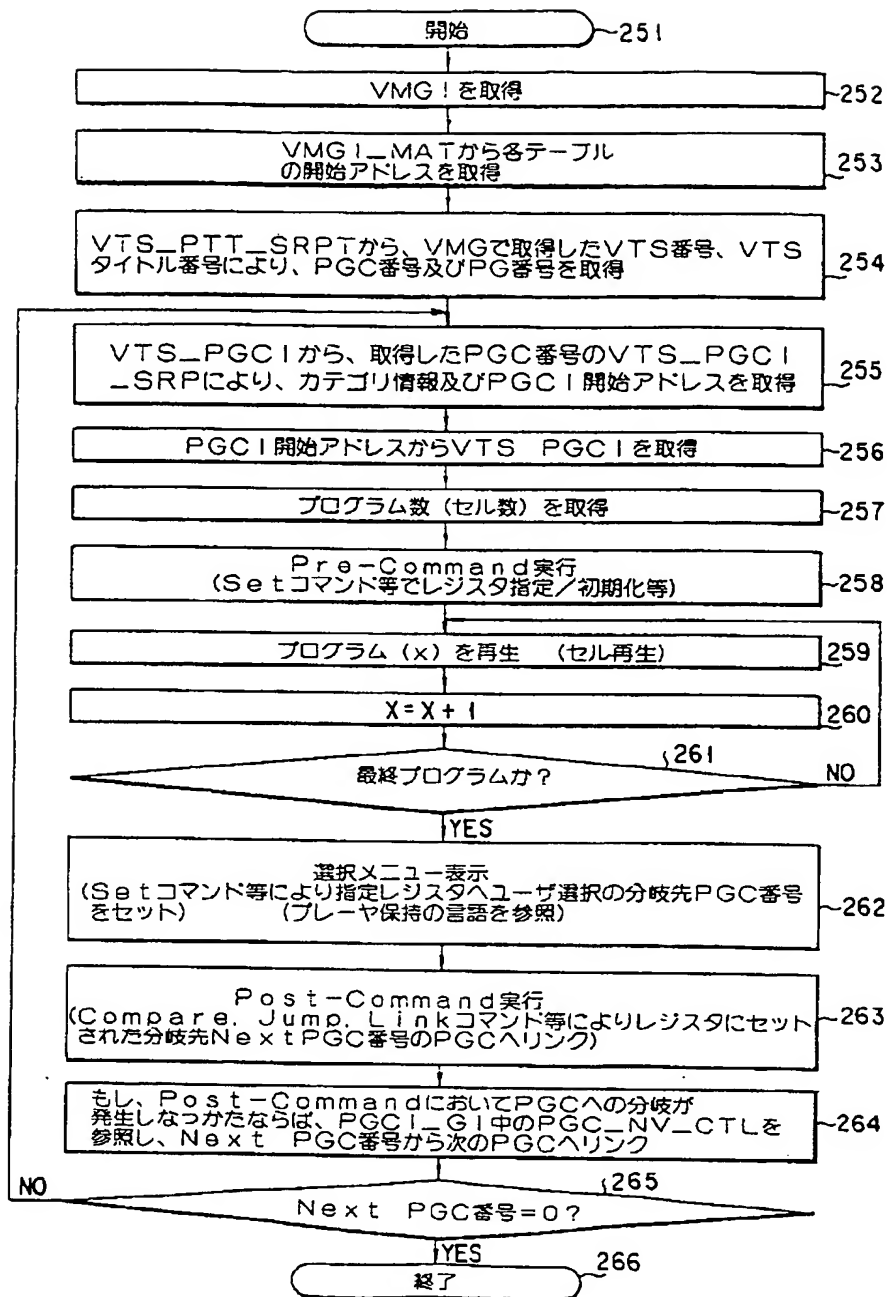 開始
251
VMGIを取得
252
VMGI_MATから各テーブル
の開始アドレスを取得
253
VTS_PTT_SRPTから、VMGで取得したVTS番号、VTS
タイトル番号により、PGC番号及びPG番号を取得
254
VTS_PGCIから、取得したPGC番号のVTS_PGCI
_SRPにより、カテゴリ情報及びPGCI開始アドレスを取得
255
PGCI開始アドレスからVTS PGCIを取得
256
プログラム数(セル数)を取得
257
Pre-Command実行
(Setコマンド等でレジスタ指定/初期化等)
258
プログラム(x)を再生 (セル再生)
259
X=X+1
260
261
最終プログラムか?
NO
YES
選択メニュー表示
(Setコマンド等により指定レジスタへユーザ選択の分岐先PGC番号
をセット) (プレーヤ保持の言語を参照)
262
Post-Command実行
(Compare、Jump、Linkコマンド等によりレジスタにセット
された分岐先NextPGC番号のPGCへリンク)
263
もし、Post-CommandにおいてPGCへの分岐が
発生しなつかたならば、PGCI_GI中のPGC_NV_CTLを
参照し、Next PGC番号から次のPGCへリンク
264
265
NO
Next PGC番号=0?
YES
終了
266